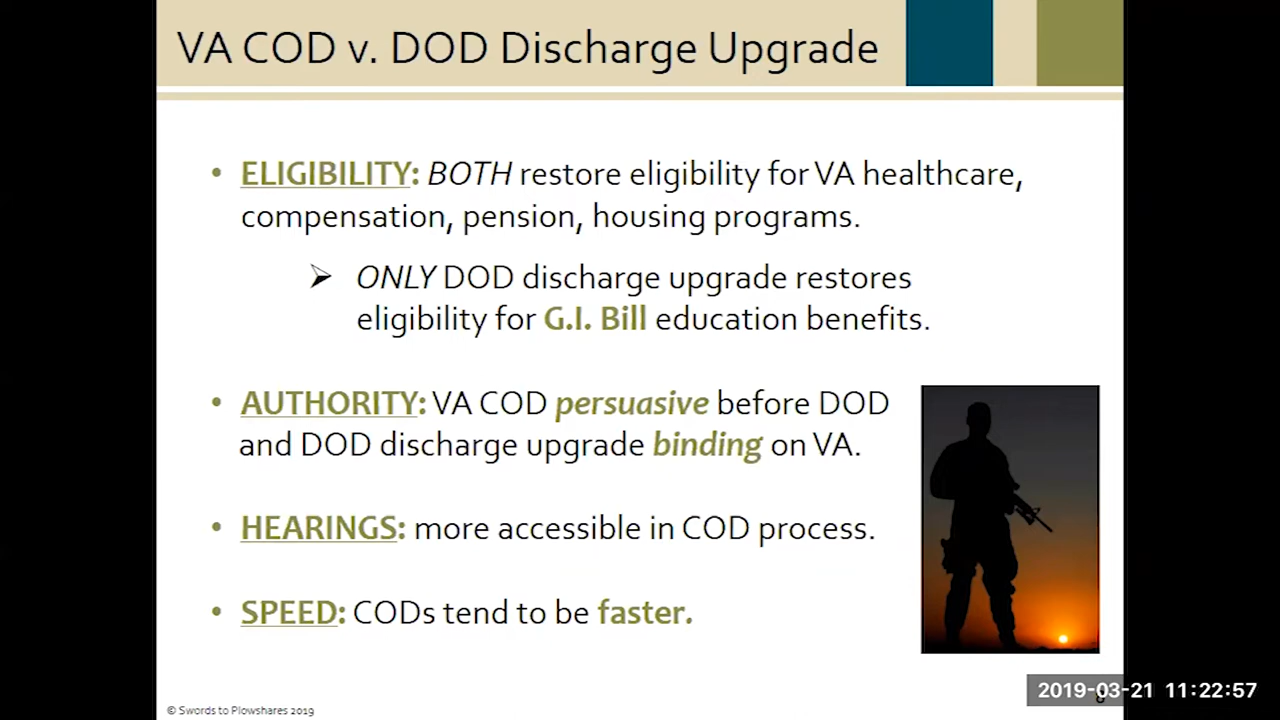 VA COD v. DOD Discharge Upgrade
• ELIGIBILITY: BOTH restore eligibility for VA healthcare,
compensation, pension, housing programs.
➢ ONLY DOD discharge upgrade restores
eligibility for G.I. Bill education benefits.
• AUTHORITY: VA COD persuasive before DOD
and DOD discharge upgrade binding on VA.
• HEARINGS: more accessible in COD process.
• SPEED: CODs tend to be faster.
2019-03-21 11:22:57
© Swords to Plowshares 2019